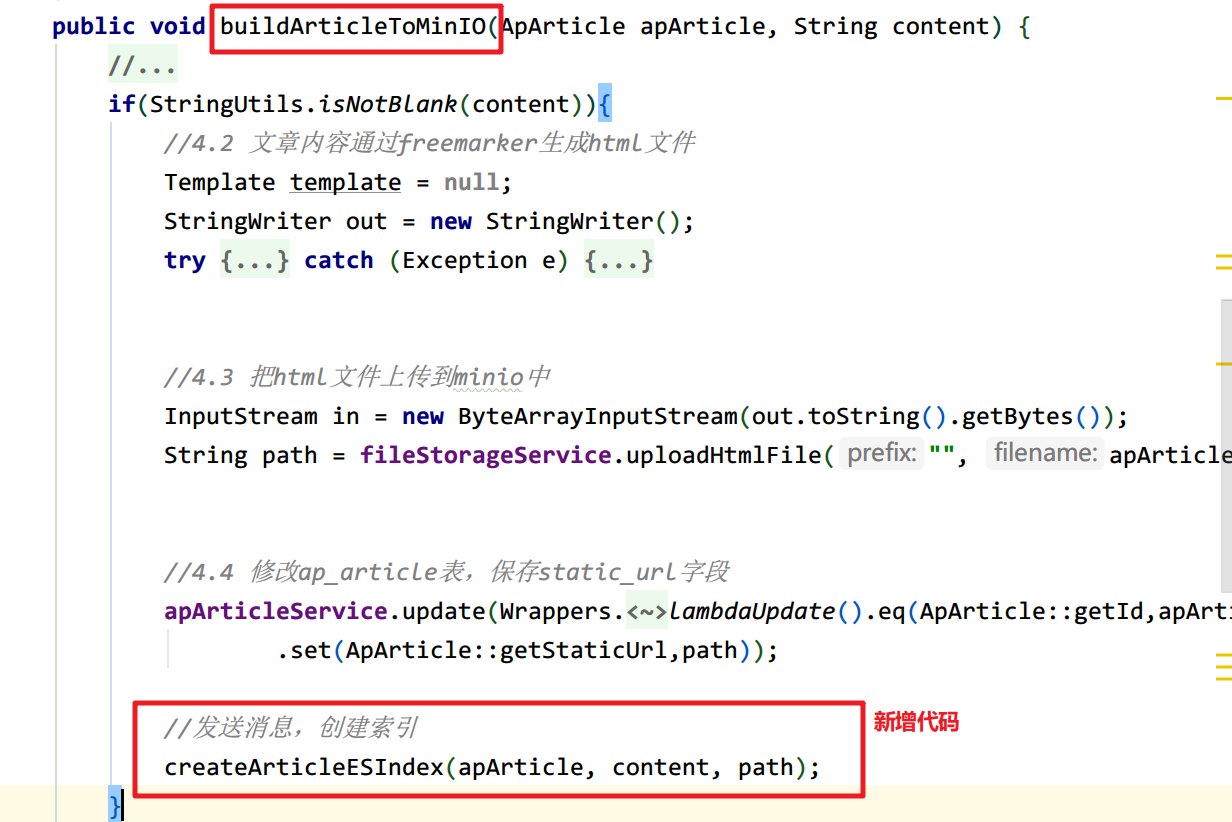 public void buildArticleToMinIO(ApArticle apArticle, String content) {
//...
if(StringUtils.isNotBlank(content)){
//4.2 文章内容通过freemarker生成html文件
Template template = null;
StringWriter out = new StringWriter();
try {...} catch (Exception e) {...}
//4.3 把html文件上传到minio中
InputStream in = new ByteArrayInputStream(out.toString().getBytes());
String path = fileStorageService.uploadHtmlFile( prefix: "", filename: apArticle
//4.4 修改ap_article表，保存static_url字段
apArticleService.update(Wrappers.<~>lambdaUpdate().eq(ApArticle::getId,apArti
.set(ApArticle::getStaticUrl,path));
//发送消息，创建索引
新增代码
createArticleESIndex(apArticle, content, path);
}